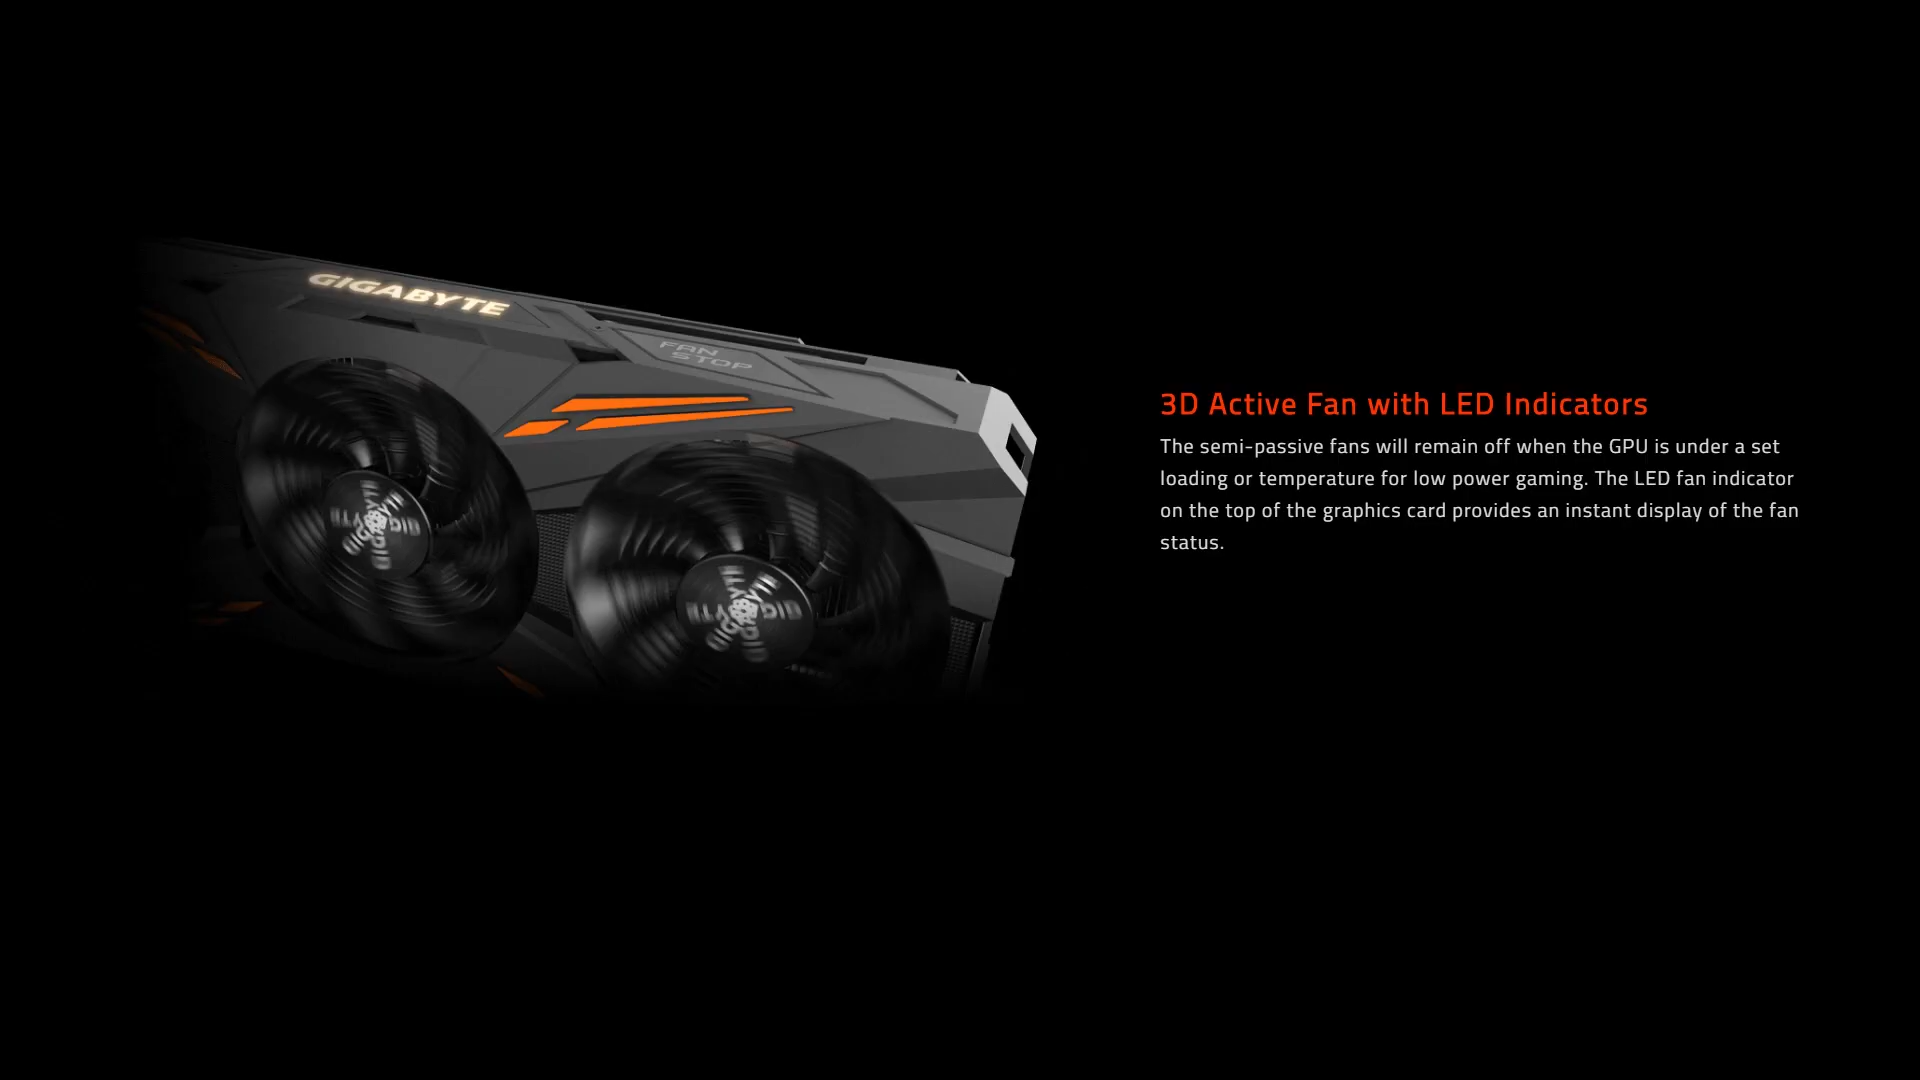 GIGABYTE
FAN
STOP
GIGABYTE
GIGABYTE
3D Active Fan with LED Indicators
The semi-passive fans will remain off when the GPU is under a set
loading or temperature for low power gaming. The LED fan indicator
on the top of the graphics card provides an instant display of the fan
status.